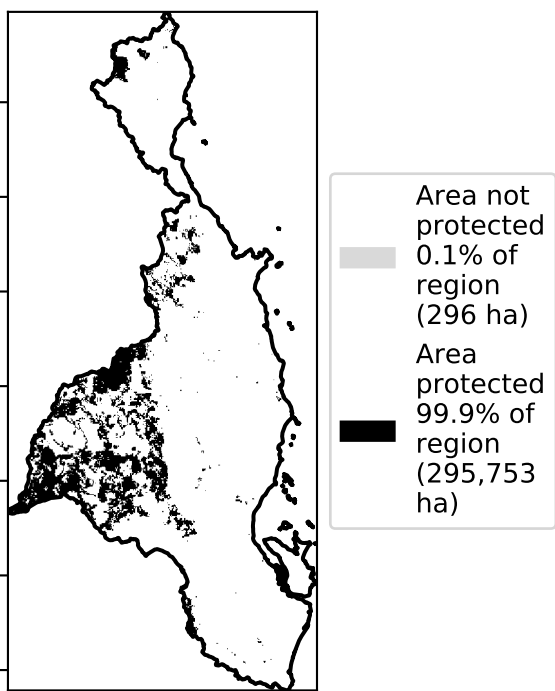 Area not
protected
0.1% of
region
(296 ha)
Area
protected
99.9% of
region
(295,753
ha)